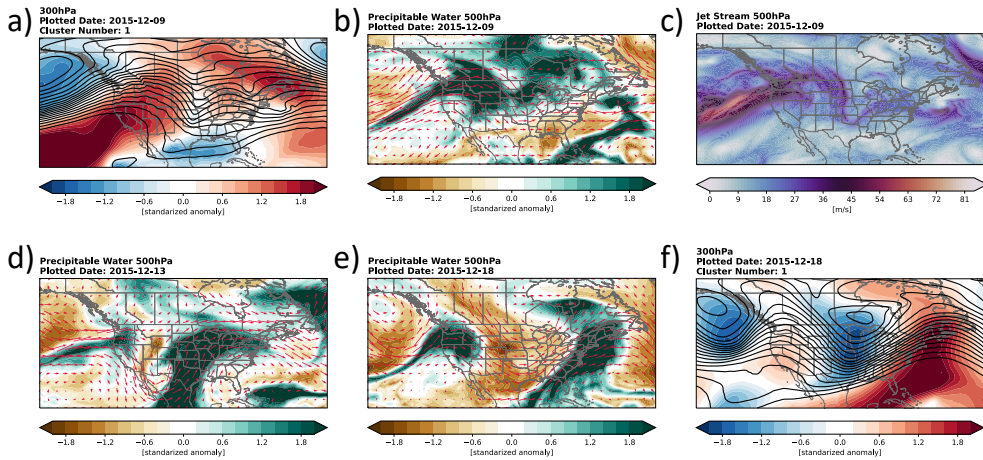 a)
300hPa
Plotted Date: 2015-12-09
Cluster Number: 1
−1.8 −1.2 −0.6 0.0 0.6 1.2 1.8
[standarized anomaly]
b)
Precipitable Water 500hPa
Plotted Date: 2015-12-09
−1.8 −1.2 −0.6 0.0 0.6 1.2 1.8
[standarized anomaly]
c)
Jet Stream 500hPa
Plotted Date: 2015-12-09
0 9 18 27 36 45 54 63 72 81
[m/s]
d)
Precipitable Water 500hPa
Plotted Date: 2015-12-13
−1.8 −1.2 −0.6 0.0 0.6 1.2 1.8
[standarized anomaly]
e)
Precipitable Water 500hPa
Plotted Date: 2015-12-18
−1.8 −1.2 −0.6 0.0 0.6 1.2 1.8
[standarized anomaly]
f)
300hPa
Plotted Date: 2015-12-18
Cluster Number: 1
−1.8 −1.2 −0.6 0.0 0.6 1.2 1.8
[standarized anomaly]